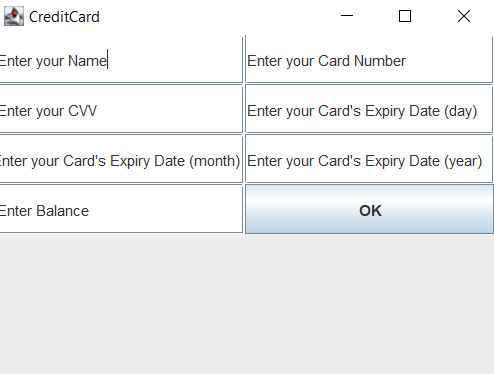 CreditCard
Enter your Name
Enter your Card Number
Enter your CVV
Enter your Card's Expiry Date (day)
Enter your Card's Expiry Date (month)
Enter your Card's Expiry Date (year)
Enter Balance
OK